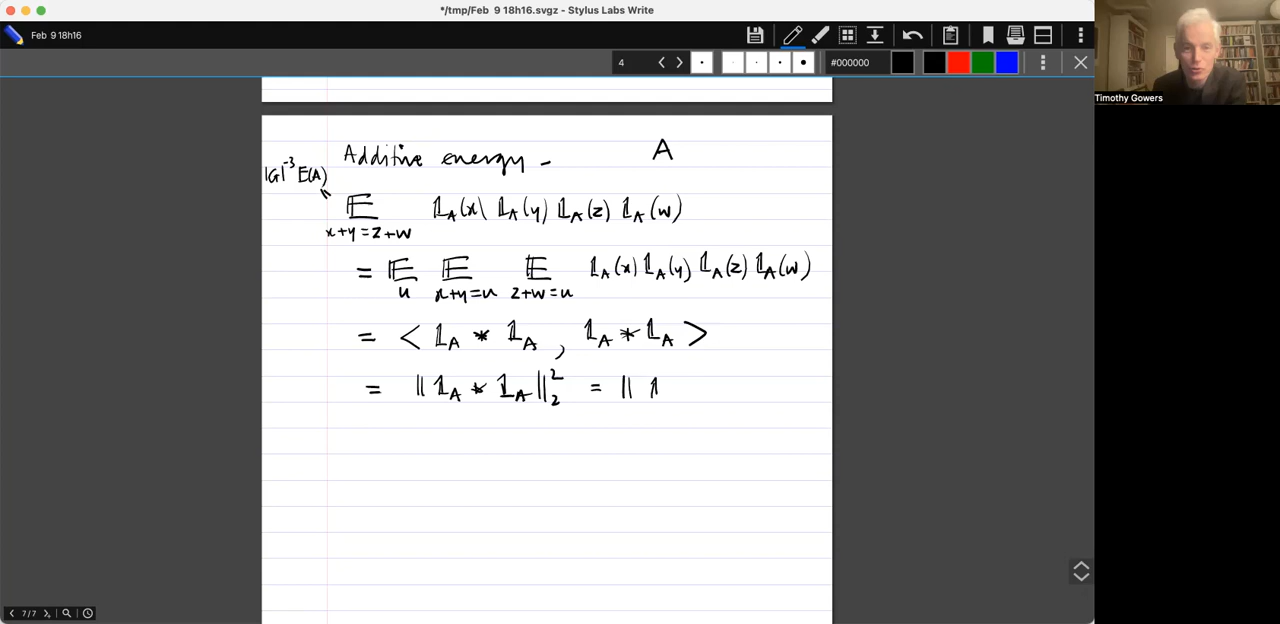 */tmp/Feb 9 18h16.svgz - Stylus Labs Write
Feb 9 18h16
4
#000000
Timothy Gowers
Additive energy - A
|G|⁻³ E(A)
=
𝔼_{x+y=z+w} 𝟙_A(x) 𝟙_A(y) 𝟙_A(z) 𝟙_A(w)
= 𝔼_u 𝔼_{x+y=u} 𝔼_{z+w=u} 𝟙_A(x) 𝟙_A(y) 𝟙_A(z) 𝟙_A(w)
= < 𝟙_A * 𝟙_A , 𝟙_A * 𝟙_A >
= ‖ 𝟙_A * 𝟙_A ‖₂² = ‖ 1
7/7